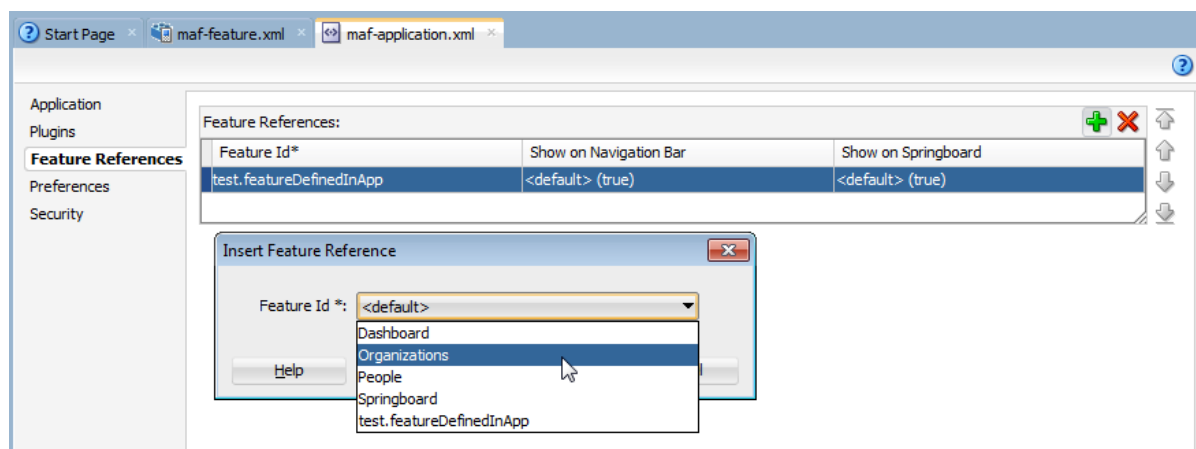 Start Page maf-feature.xml maf-application.xml
Application
Plugins
Feature References
Preferences
Security
Feature References:
Feature Id* Show on Navigation Bar Show on Springboard
test.featureDefinedInApp <default> (true) <default> (true)
Insert Feature Reference
Feature Id *: <default>
Dashboard
Organizations
People
Springboard
test.featureDefinedInApp
Help